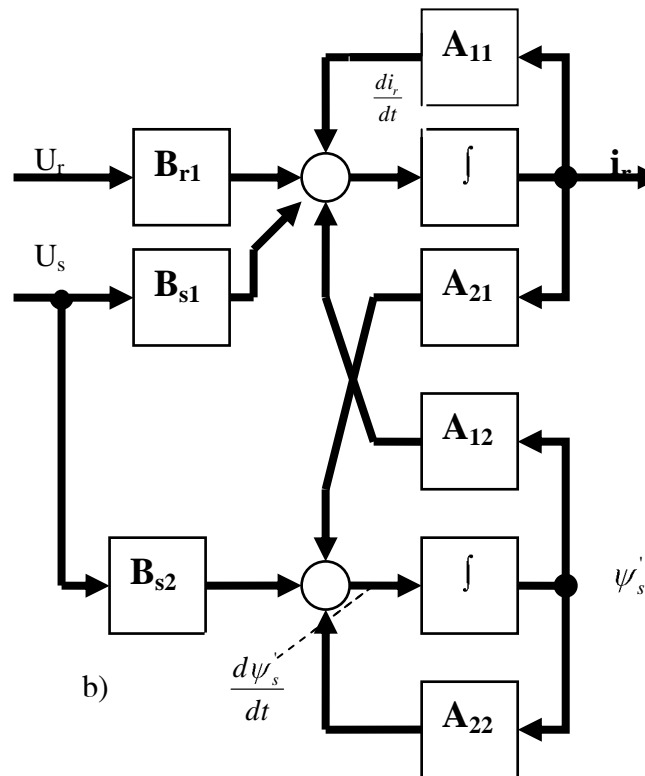 A₁₁
di_r/dt
U_r
B_r1
∫
i_r
U_s
B_s1
A₂₁
A₁₂
B_s2
∫
ψ'_s
b)
dψ'_s/dt
A₂₂